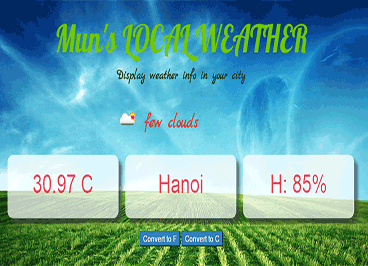 Mun's LOCAL WEATHER
Display weather info in your city
few clouds
30.97 C
Hanoi
H: 85%
Convert to F
Convert to C